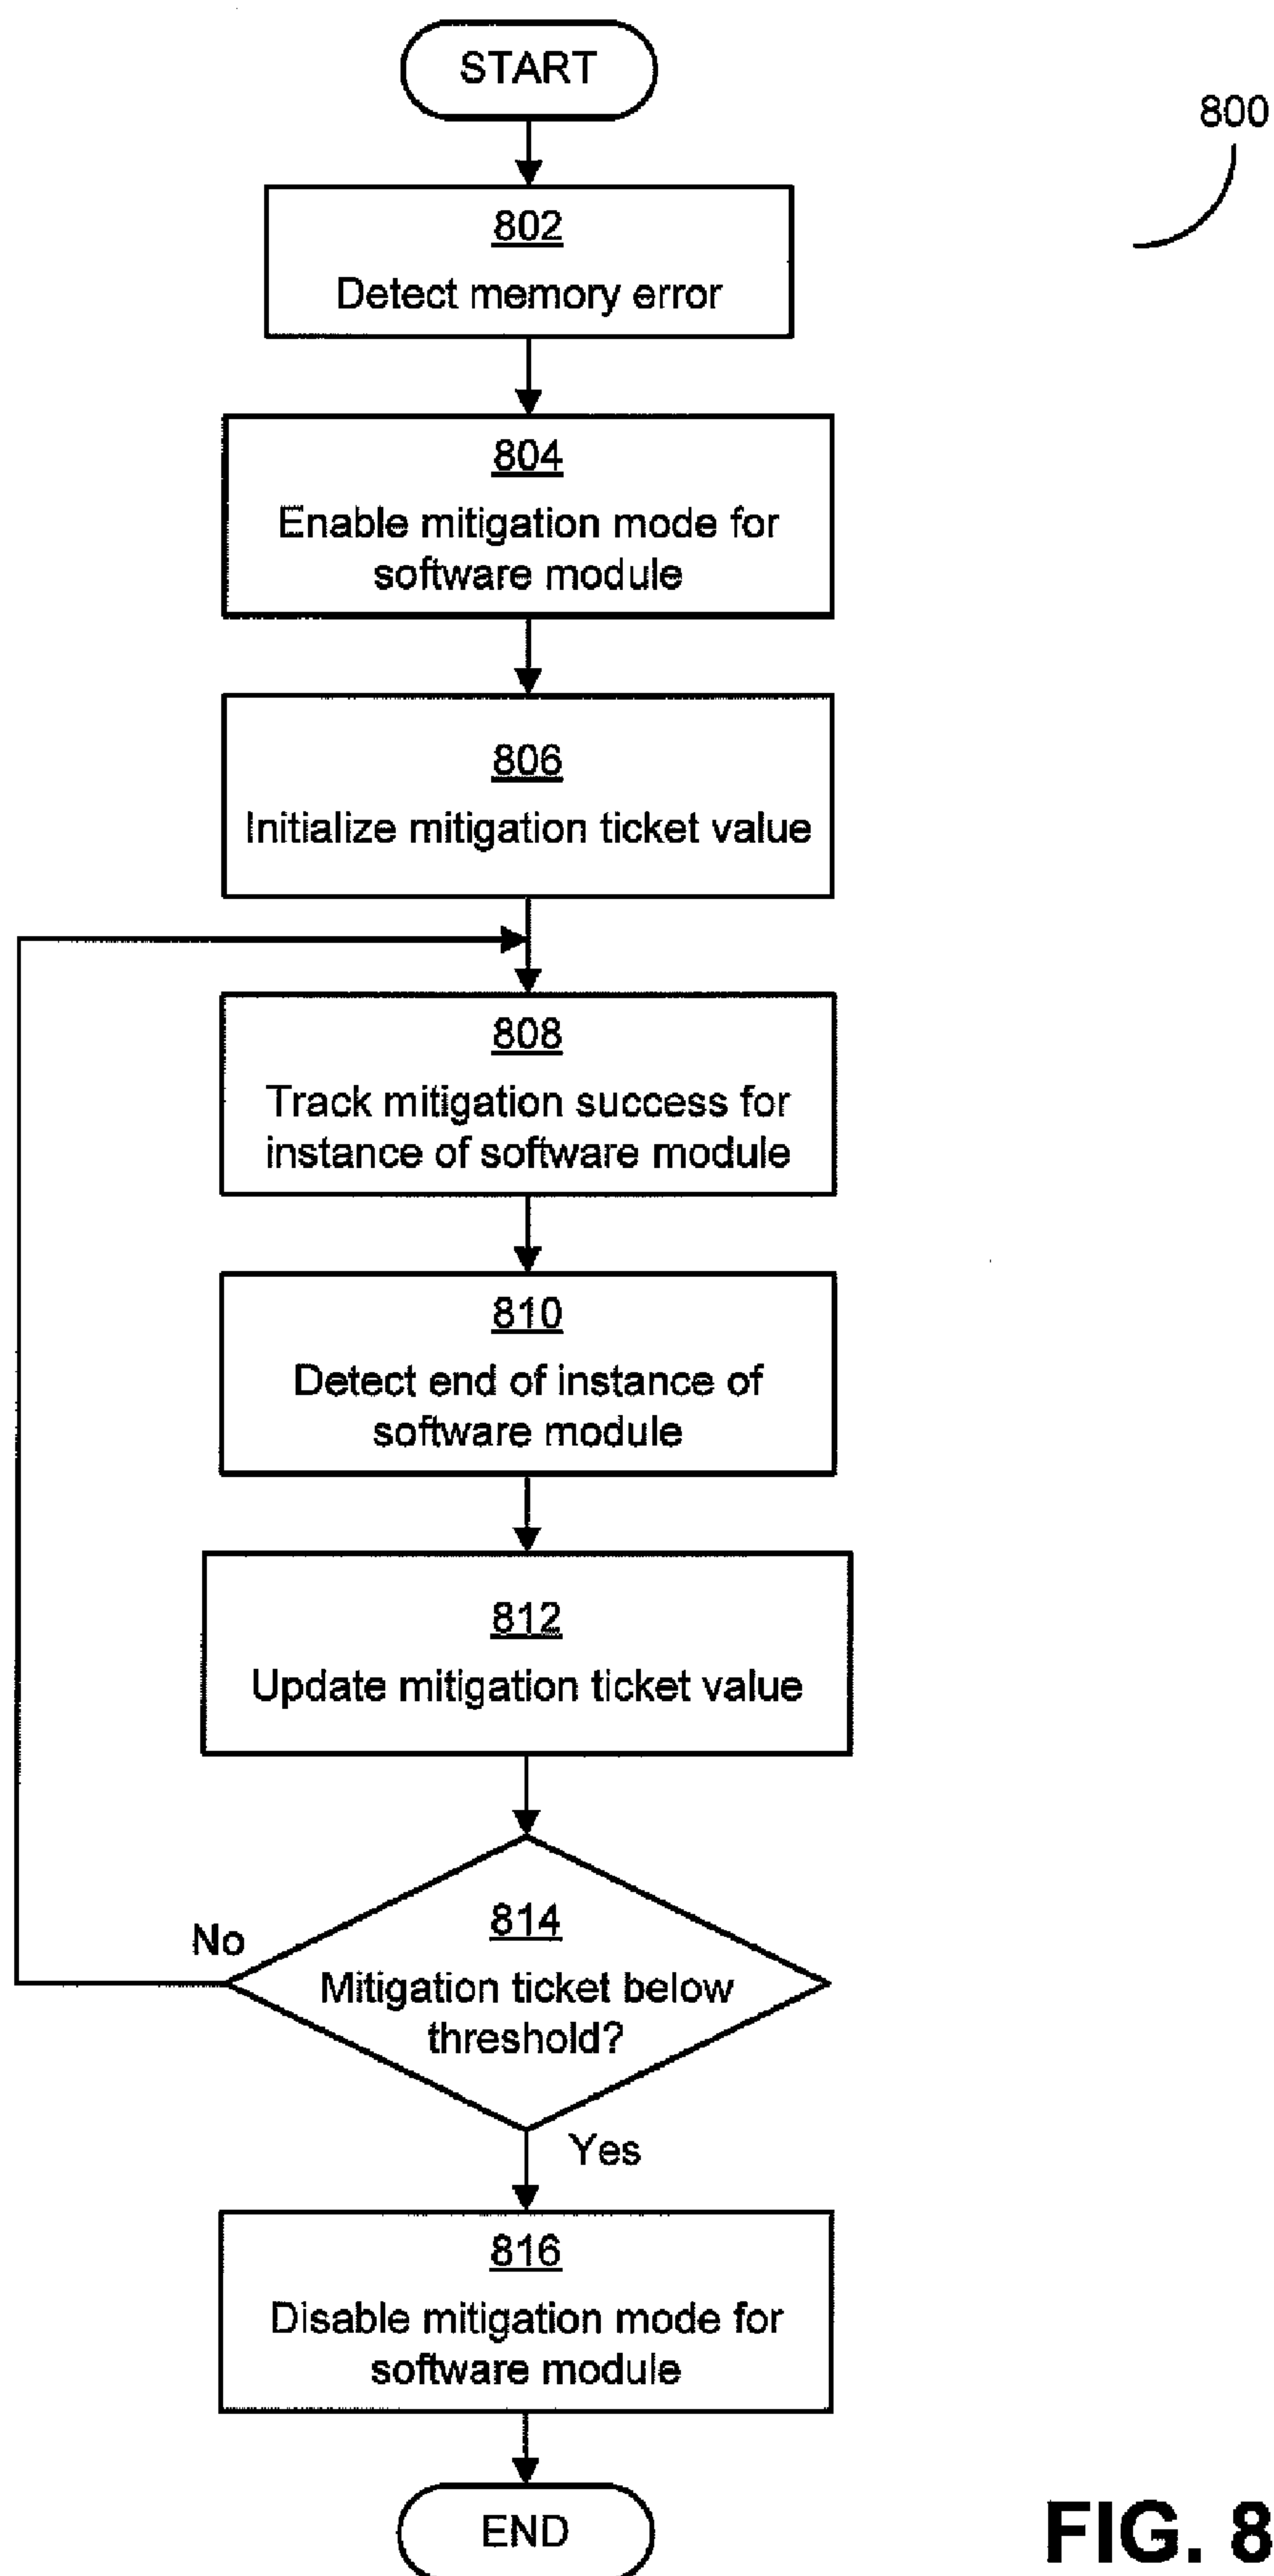 START
800
802
Detect memory error
804
Enable mitigation mode for
software module
806
Initialize mitigation ticket value
808
Track mitigation success for
instance of software module
810
Detect end of instance of
software module
812
Update mitigation ticket value
814
No
Mitigation ticket below
threshold?
Yes
816
Disable mitigation mode for
software module
END
FIG. 8